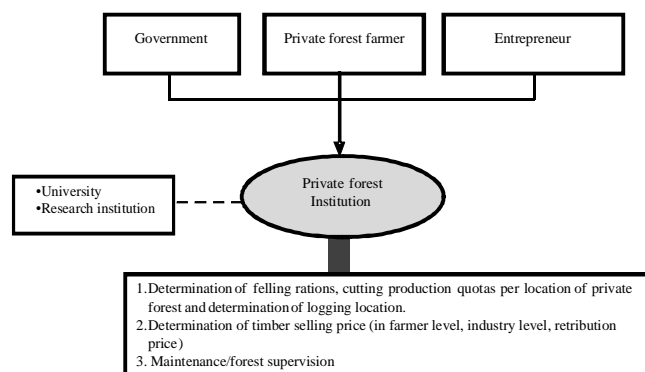 Government Private forest farmer Entrepreneur
Private forest
Institution
•University
•Research institution
1.Determination of felling rations, cutting production quotas per location of private
forest and determination of logging location.
2.Determination of timber selling price (in farmer level, industry level, retribution
price)
3. Maintenance/forest supervision